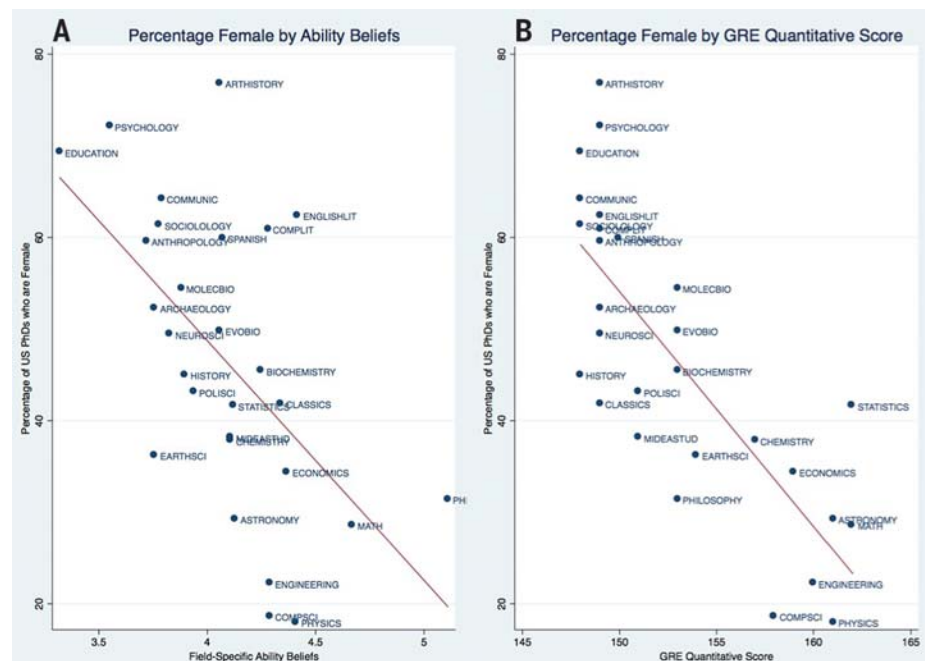 A
Percentage Female by Ability Beliefs
Percentage of US PhDs who are Female
80
60
40
20
ARTHISTORY
PSYCHOLOGY
EDUCATION
COMMUNIC
ENGLISHLIT
SOCIOLOLOGY
COMPLIT
ANTHROPOLOGY
SPANISH
MOLECBIO
ARCHAEOLOGY
EVOBIO
NEUROSCI
BIOCHEMISTRY
HISTORY
POLISCI
STATISTICS
CLASSICS
MIDEASTUD
CHEMISTRY
EARTHSCI
ECONOMICS
PHI
ASTRONOMY
MATH
ENGINEERING
COMPSCI
PHYSICS
3.5 4 4.5 5
Field-Specific Ability Beliefs
B
Percentage Female by GRE Quantitative Score
Percentage of US PhDs who are Female
80
60
40
20
ARTHISTORY
PSYCHOLOGY
EDUCATION
COMMUNIC
ENGLISHLIT
SOCIOLOLOGY
COMPLIT
SPANISH
ANTHROPOLOGY
MOLECBIO
ARCHAEOLOGY
EVOBIO
NEUROSCI
BIOCHEMISTRY
HISTORY
POLISCI
CLASSICS
STATISTICS
MIDEASTUD
CHEMISTRY
EARTHSCI
ECONOMICS
PHILOSOPHY
ASTRONOMY
MATH
ENGINEERING
COMPSCI
PHYSICS
145 150 155 160 165
GRE Quantitative Score